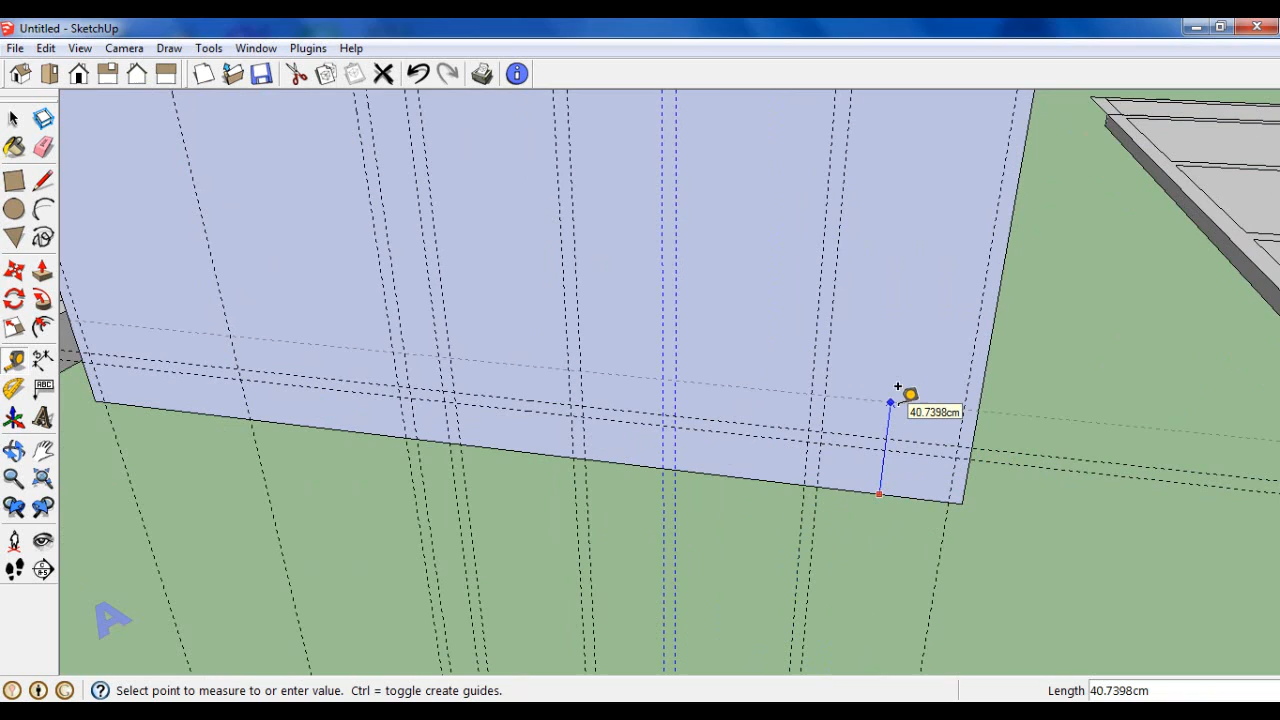 Untitled - SketchUp
File Edit View Camera Draw Tools Window Plugins Help
ABC
A
40.7398cm
A
Select point to measure to or enter value. Ctrl = toggle create guides.
Length 40.7398cm